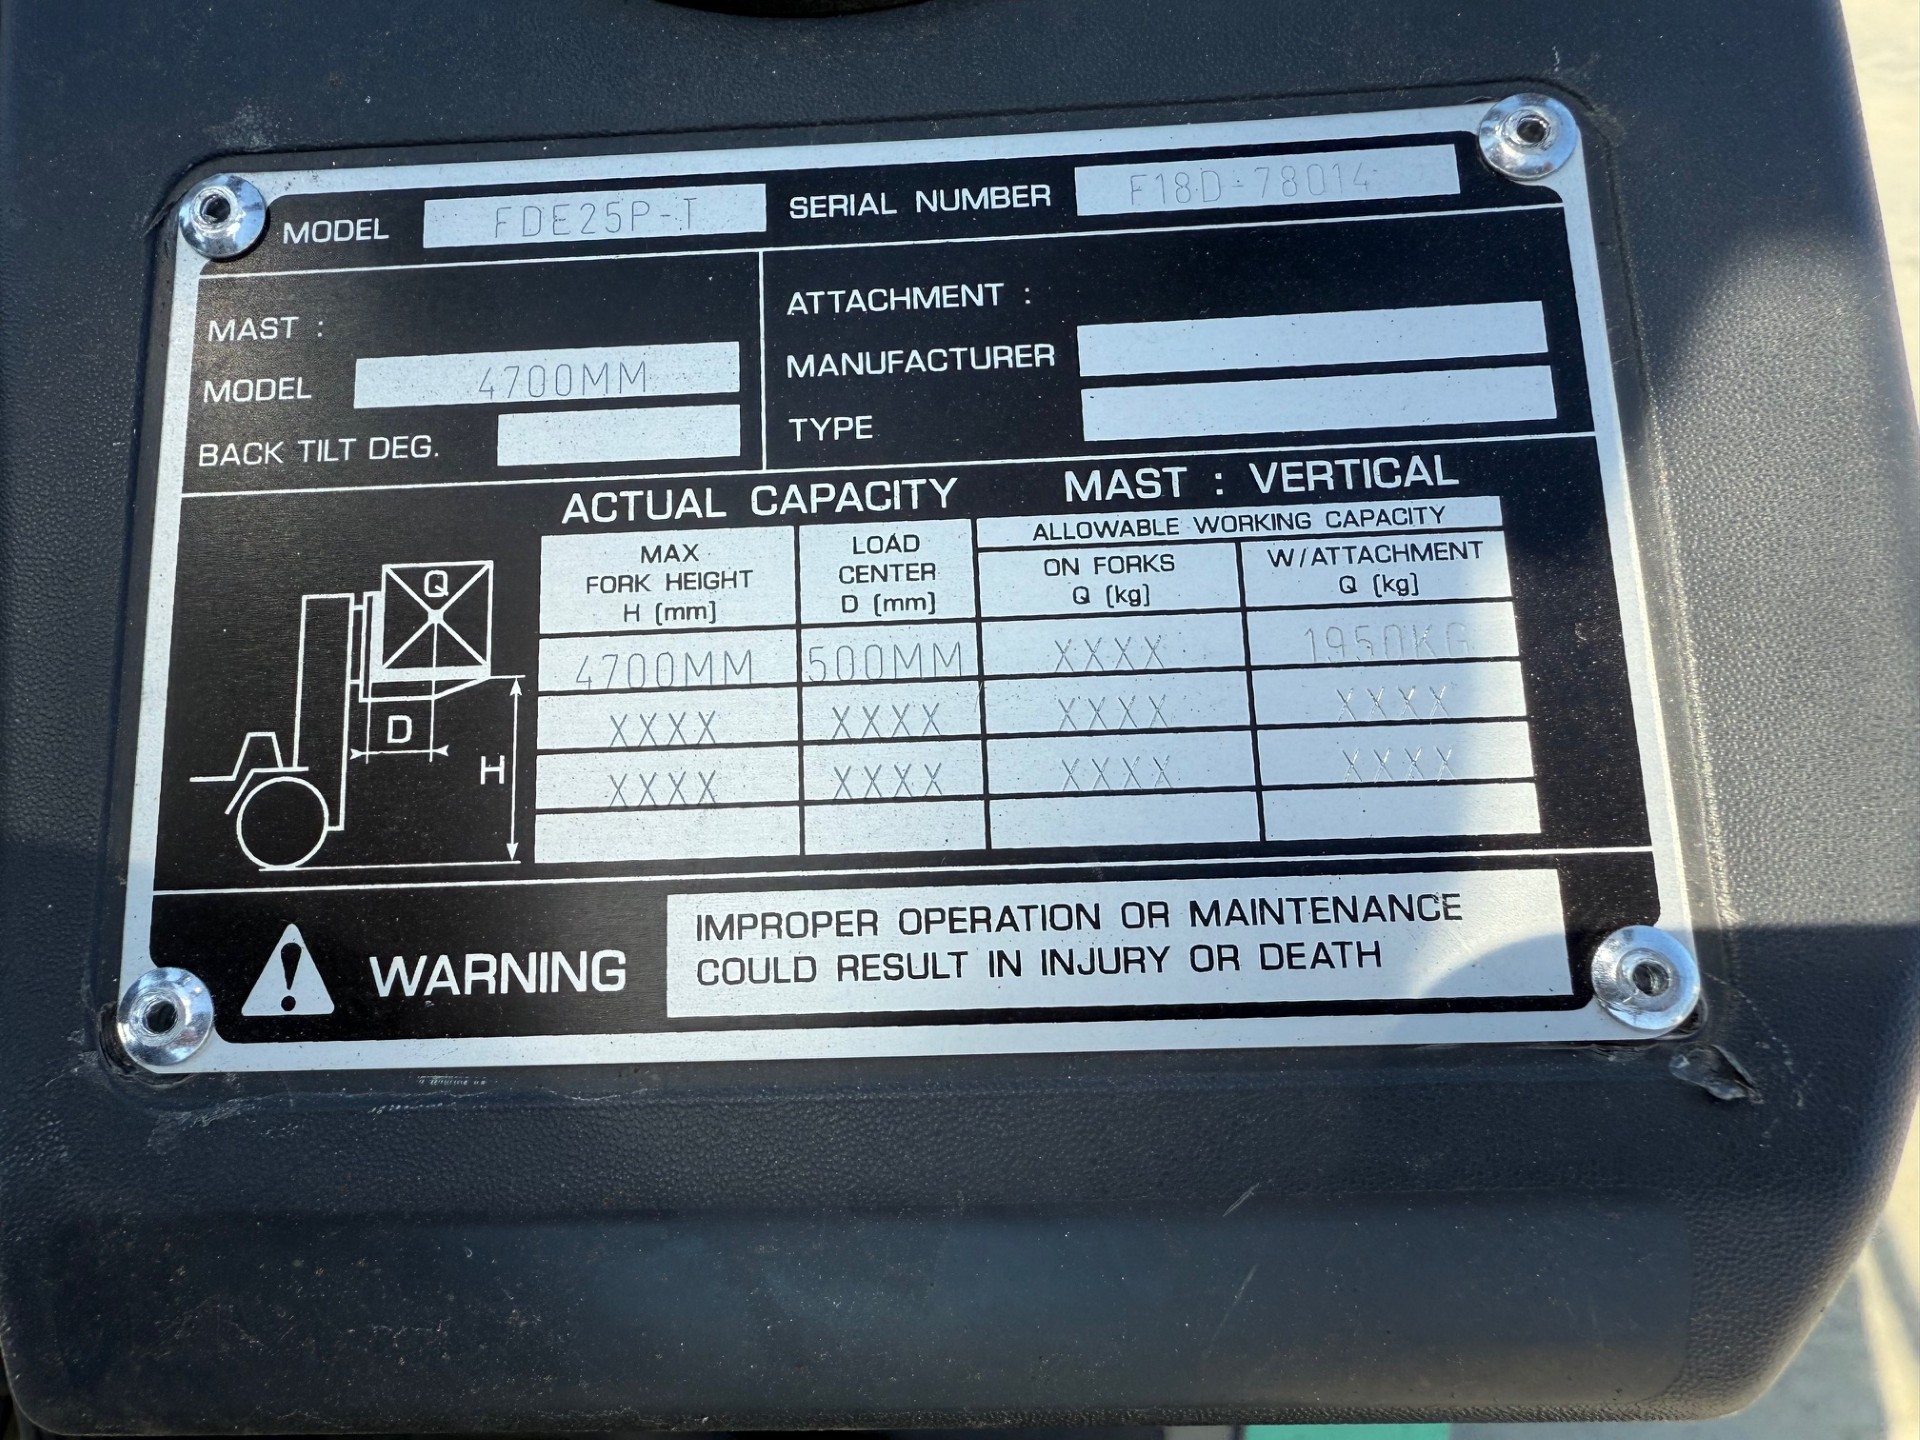 MODEL FDE25P-T SERIAL NUMBER F18D-78014
MAST :
MODEL 4700MM
BACK TILT DEG.
ATTACHMENT :
MANUFACTURER
TYPE
ACTUAL CAPACITY MAST : VERTICAL
MAX FORK HEIGHT H (mm)
LOAD CENTER D (mm)
ALLOWABLE WORKING CAPACITY
ON FORKS Q (kg)
W/ATTACHMENT Q (kg)
4700MM 500MM XXXX 1950KG
XXXX XXXX XXXX XXXX
XXXX XXXX XXXX XXXX
Q
D
H
WARNING
IMPROPER OPERATION OR MAINTENANCE
COULD RESULT IN INJURY OR DEATH